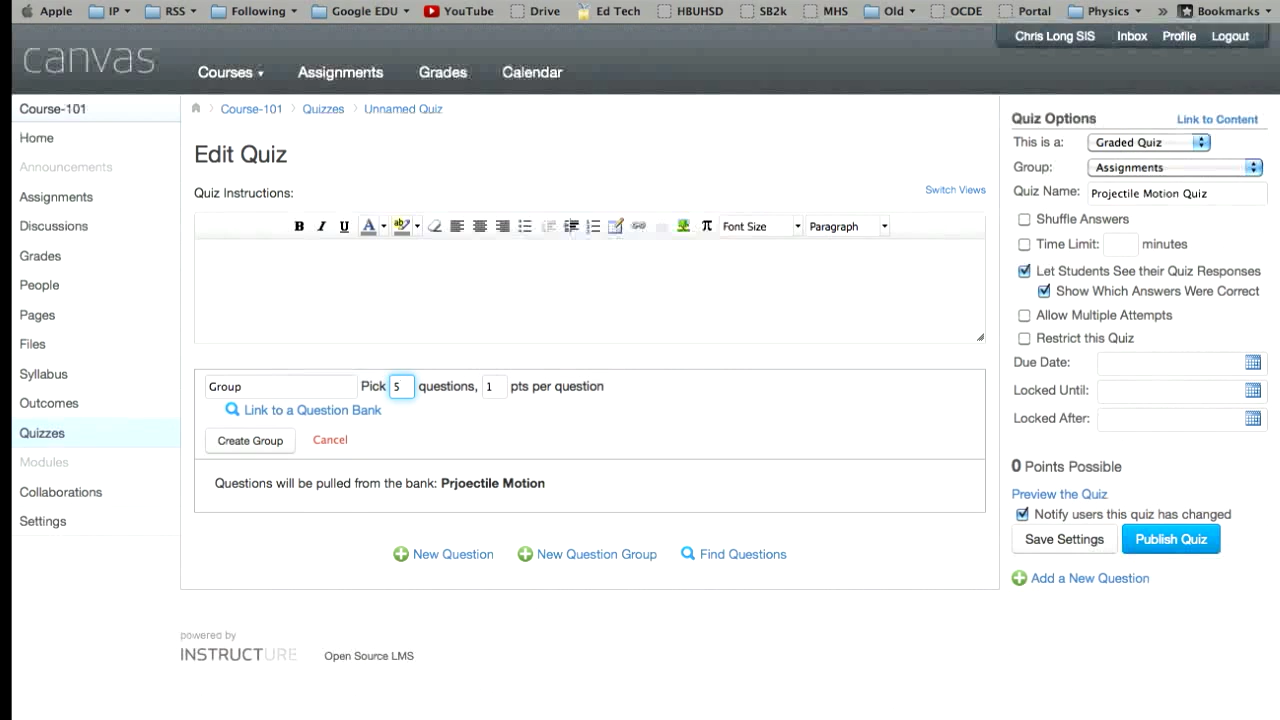 Apple IP RSS Following Google EDU YouTube Drive Ed Tech HBUHSD SB2k MHS Old OCDE Portal Physics » Bookmarks
Chris Long SIS Inbox Profile Logout
canvas
Courses Assignments Grades Calendar
Course-101
Home
Announcements
Assignments
Discussions
Grades
People
Pages
Files
Syllabus
Outcomes
Quizzes
Modules
Collaborations
Settings
Course-101 Quizzes Unnamed Quiz
Edit Quiz
Quiz Instructions:
Switch Views
B I U A ab π Font Size Paragraph
Group Pick 5 questions, 1 pts per question
Link to a Question Bank
Create Group Cancel
Questions will be pulled from the bank: Prjoectile Motion
New Question New Question Group Find Questions
Quiz Options Link to Content
This is a: Graded Quiz
Group: Assignments
Quiz Name: Projectile Motion Quiz
Shuffle Answers
Time Limit: minutes
Let Students See their Quiz Responses
Show Which Answers Were Correct
Allow Multiple Attempts
Restrict this Quiz
Due Date:
Locked Until:
Locked After:
0 Points Possible
Preview the Quiz
Notify users this quiz has changed
Save Settings Publish Quiz
Add a New Question
powered by
INSTRUCTURE Open Source LMS